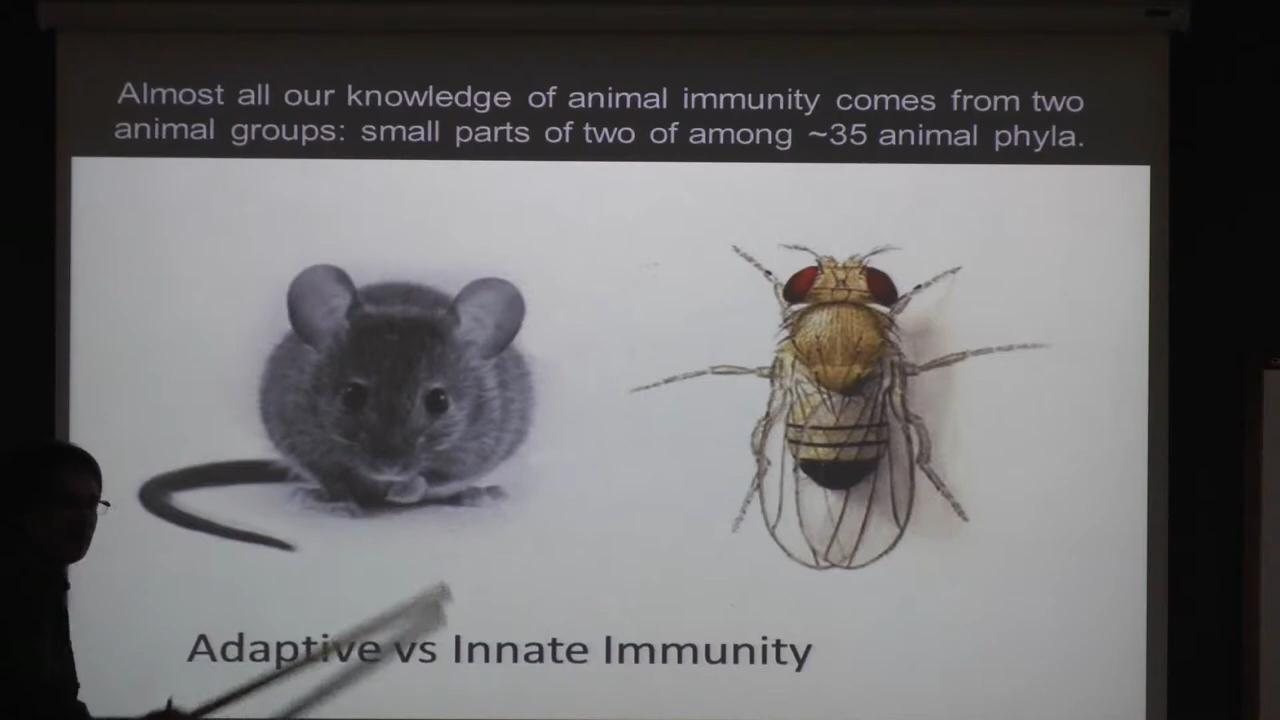 Almost all our knowledge of animal immunity comes from two
animal groups: small parts of two of among ~35 animal phyla.
Adaptive vs Innate Immunity